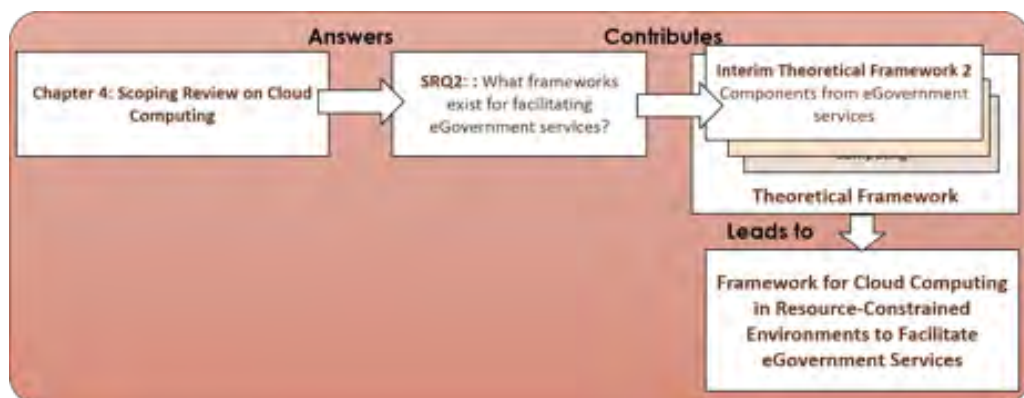 Answers
Contributes
Chapter 4: Scoping Review on Cloud
Computing
SRQ2: : What frameworks
exist for facilitating
eGovernment services?
Interim Theoretical Framework 2
Components from eGovernment
services
Theoretical Framework
Leads to
Framework for Cloud Computing
in Resource-Constrained
Environments to Facilitate
eGovernment Services